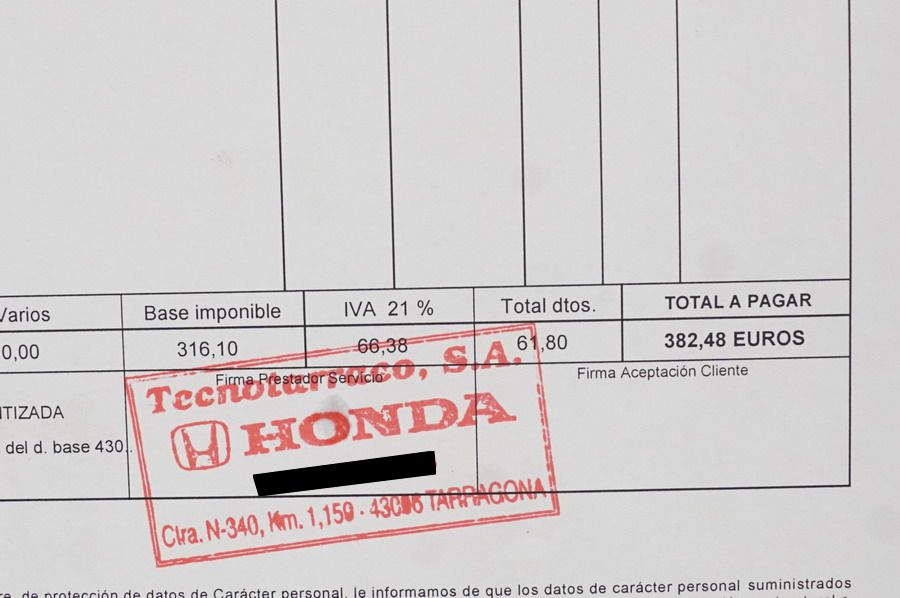 Varios Base imponible IVA 21 % Total dtos. TOTAL A PAGAR
0,00 316,10 66,38 61,80 382,48 EUROS
Firma Prestador Servicio Firma Aceptación Cliente
Tecnotarraco, S.A.
ITIZADA
HONDA
del d. base 430.
Ctra. N-340, Km. 1,159 - 43006 TARRAGONA
re, de protección de datos de Carácter personal, le informamos de que los datos de carácter personal suministrados